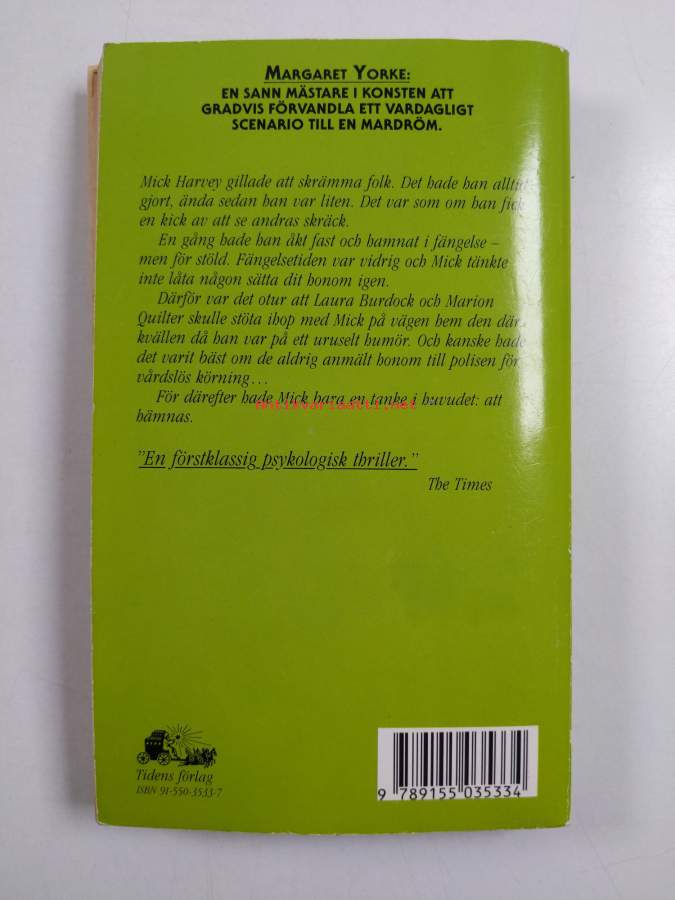 MARGARET YORKE:
EN SANN MÄSTARE I KONSTEN ATT
GRADVIS FÖRVANDLA ETT VARDAGLIGT
SCENARIO TILL EN MARDRÖM.
Mick Harvey gillade att skrämma folk. Det hade han alltid
gjort, ända sedan han var liten. Det var som om han fick
en kick av att se andras skräck.
En gång hade han åkt fast och hamnat i fängelse –
men för stöld. Fängelsetiden var vidrig och Mick tänkte
inte låta någon sätta dit honom igen.
Därför var det otur att Laura Burdock och Marion
Quilter skulle stöta ihop med Mick på vägen hem den där
kvällen då han var på ett uruselt humör. Och kanske hade
det varit bäst om de aldrig anmält honom till polisen för
vårdslös körning...
För därefter hade Mick bara en tanke i huvudet: att
hämnas.
antikvariaatti.net
"En förstklassig psykologisk thriller."
The Times
Tidens förlag
ISBN 91-550-3533-7
9 789155 035334